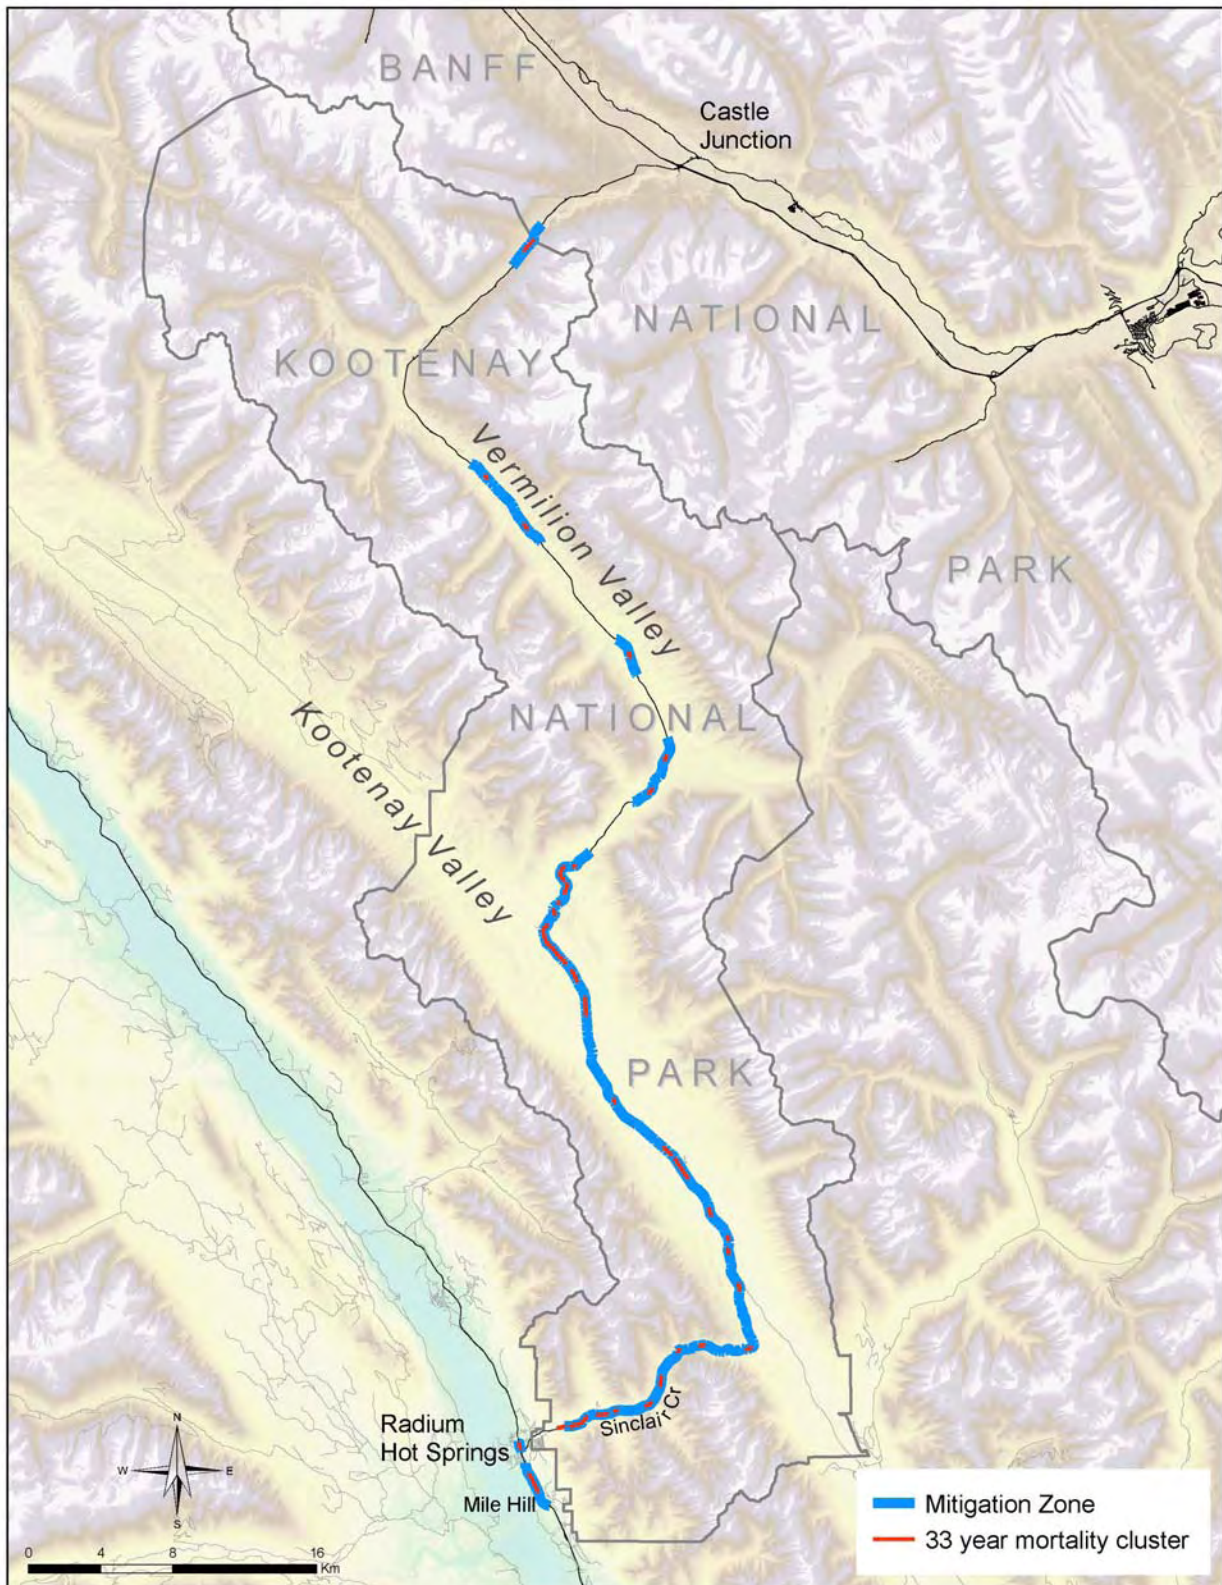 BANFF
Castle
Junction
NATIONAL
KOOTENAY
Vermilion Valley
PARK
NATIONAL
Kootenay Valley
PARK
Sinclair Cr
Radium
Hot Springs
Mile Hill
N
W E
S
0 4 8 16
Km
Mitigation Zone
33 year mortality cluster